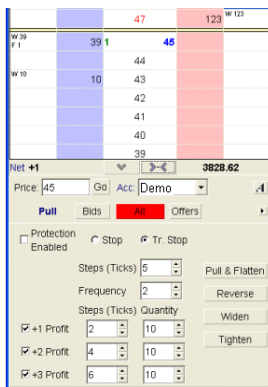 47 123 W 123
W 39
F 1 39 1 45
44
W 10 10 43
42
41
40
39
Net +1 3828.62
Price: 45 Go Acc: Demo A
Pull Bids All Offers
Protection
Enabled Stop Tr. Stop
Steps (Ticks) 5 Pull & Flatten
Frequency 2 Reverse
Steps (Ticks) Quantity Widen
+1 Profit 2 10 Tighten
+2 Profit 4 10
+3 Profit 6 10